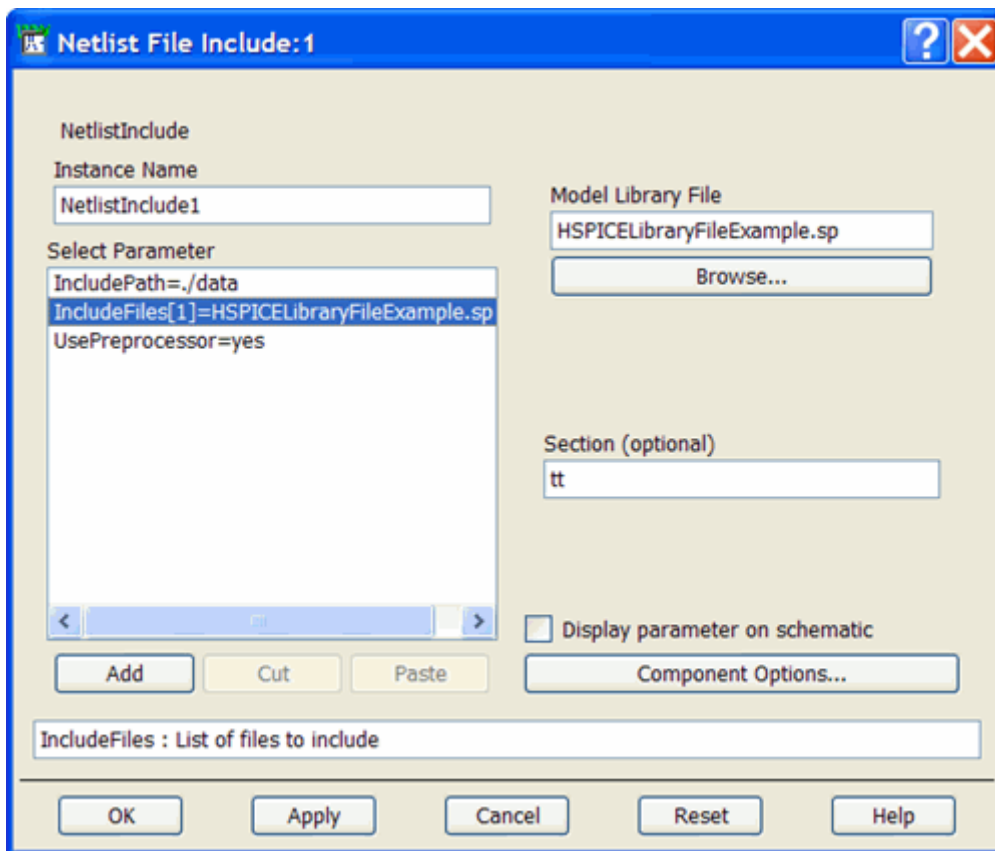 Netlist File Include:1
NetlistInclude
Instance Name
NetlistInclude1
Select Parameter
IncludePath=./data
IncludeFiles[1]=HSPICELibraryFileExample.sp
UsePreprocessor=yes
Model Library File
HSPICELibraryFileExample.sp
Browse...
Section (optional)
tt
Display parameter on schematic
Add Cut Paste Component Options...
IncludeFiles : List of files to include
OK Apply Cancel Reset Help